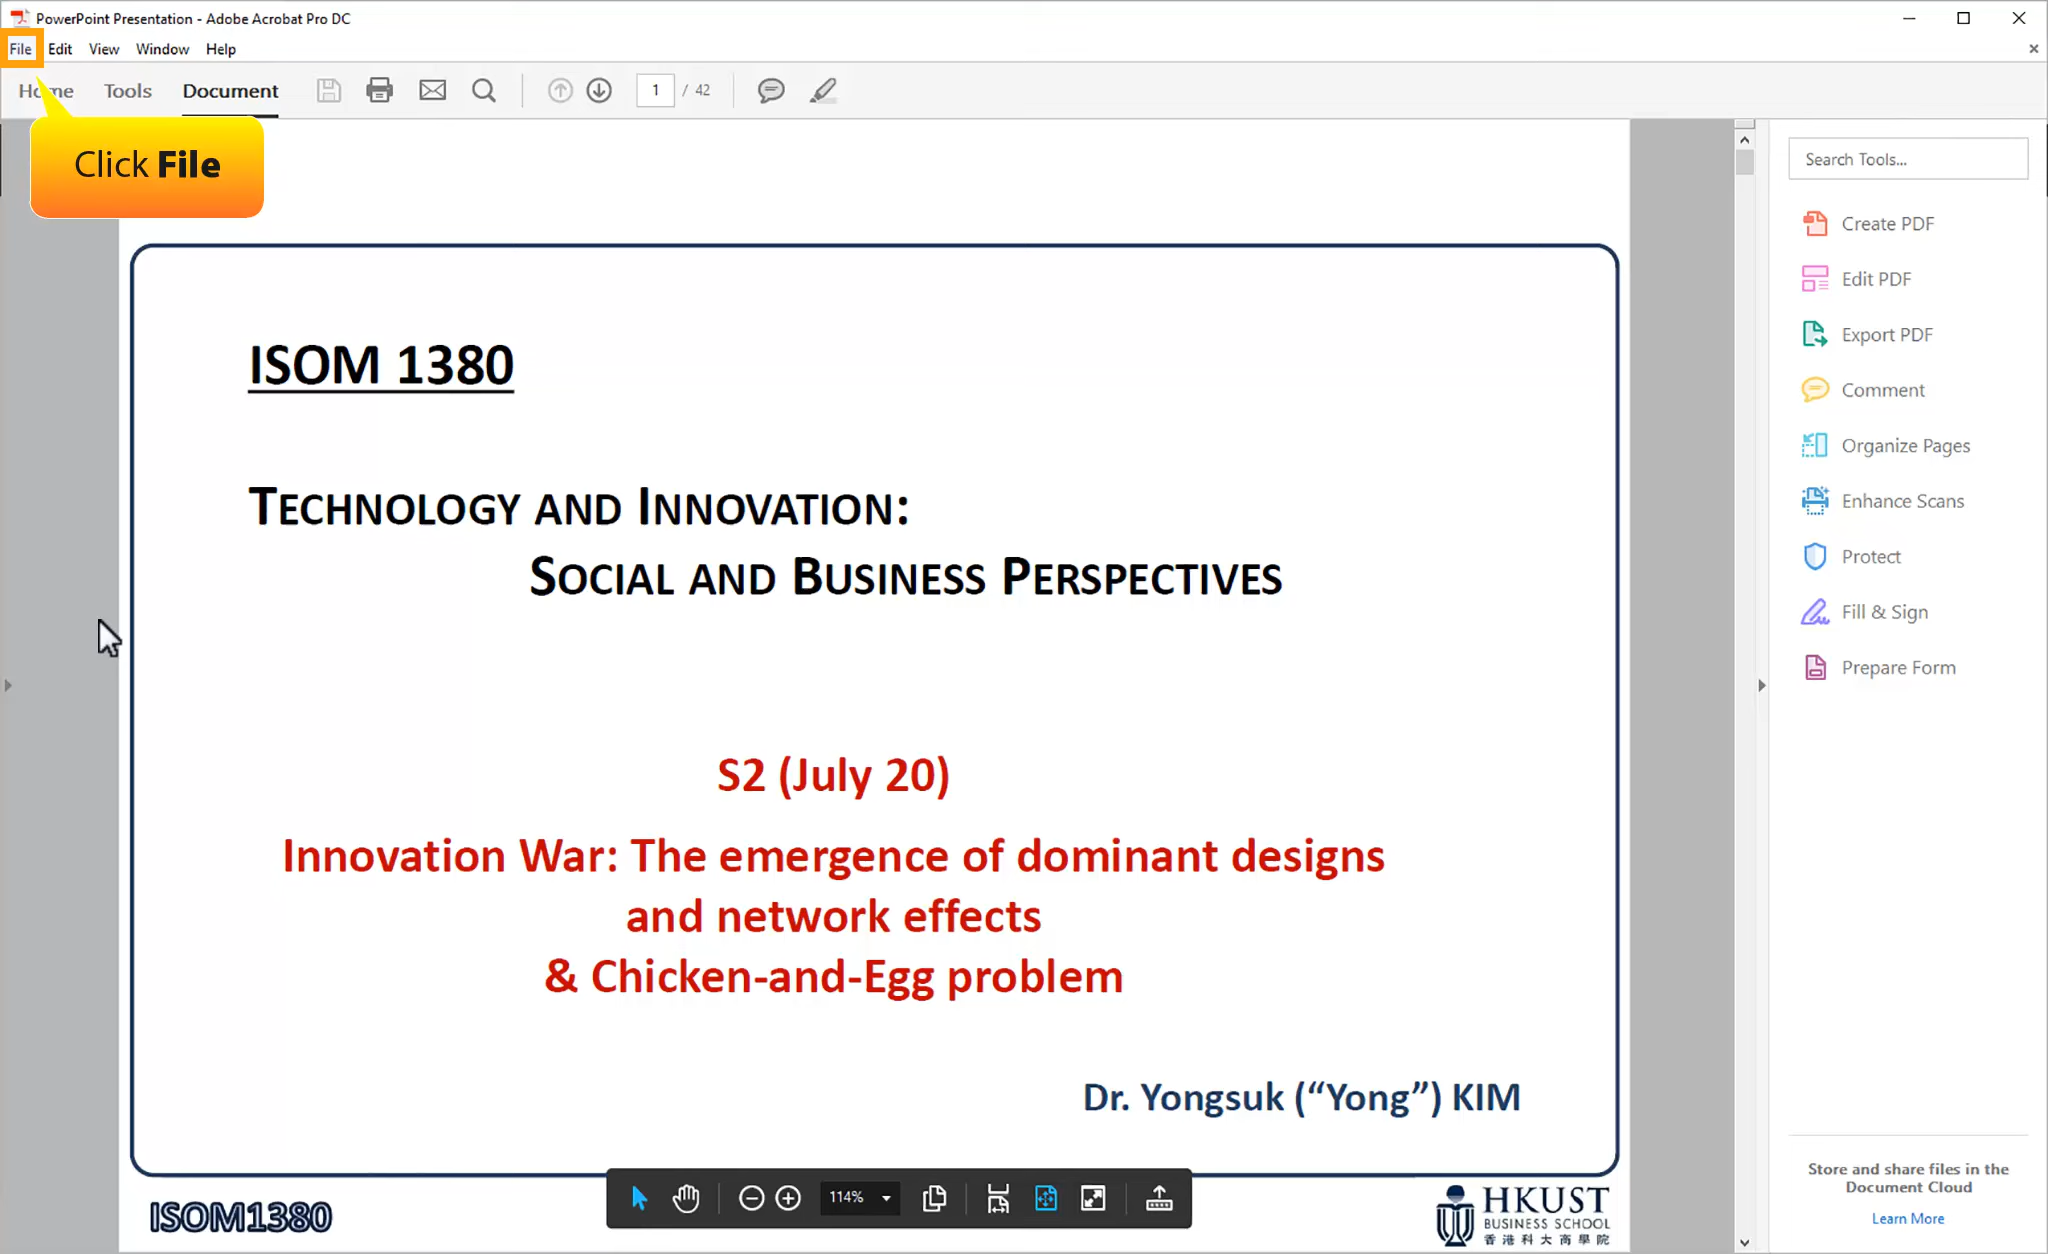 PowerPoint Presentation - Adobe Acrobat Pro DC
File Edit View Window Help
Home Tools Document 1 / 42
Click File
Search Tools...
Create PDF
Edit PDF
Export PDF
Comment
Organize Pages
Enhance Scans
Protect
Fill & Sign
Prepare Form
ISOM 1380
TECHNOLOGY AND INNOVATION:
SOCIAL AND BUSINESS PERSPECTIVES
S2 (July 20)
Innovation War: The emergence of dominant designs
and network effects
& Chicken-and-Egg problem
Dr. Yongsuk (“Yong”) KIM
ISOM1380
114%
HKUST
BUSINESS SCHOOL
香港科大商學院
Store and share files in the
Document Cloud
Learn More